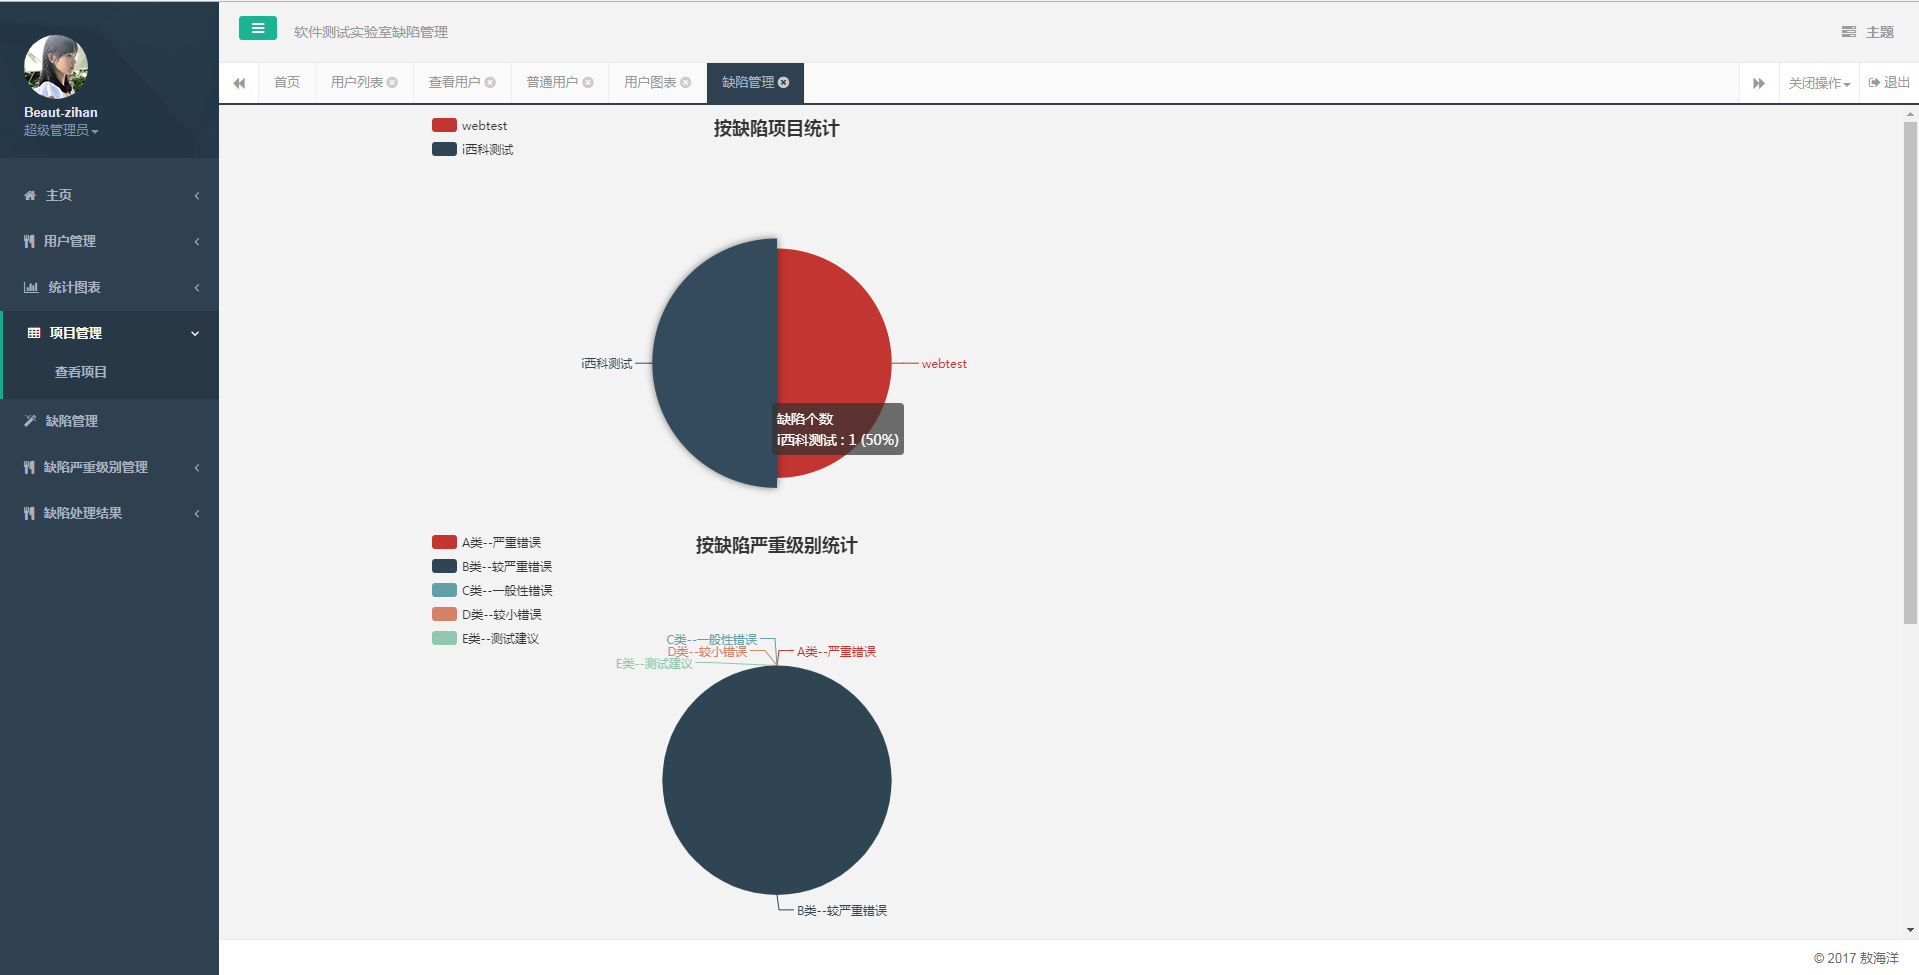 Beaut-zihan
超级管理员
主页
用户管理
统计图表
项目管理
查看项目
缺陷管理
缺陷严重级别管理
缺陷处理结果
软件测试实验室缺陷管理
主题
首页
用户列表
查看用户
普通用户
用户图表
缺陷管理
关闭操作
退出
webtest
i西科测试
按缺陷项目统计
i西科测试
webtest
缺陷个数
i西科测试 : 1 (50%)
A类--严重错误
B类--较严重错误
C类--一般性错误
D类--较小错误
E类--测试建议
按缺陷严重级别统计
C类--一般性错误
D类--较小错误
E类--测试建议
A类--严重错误
B类--较严重错误
© 2017 敖海洋